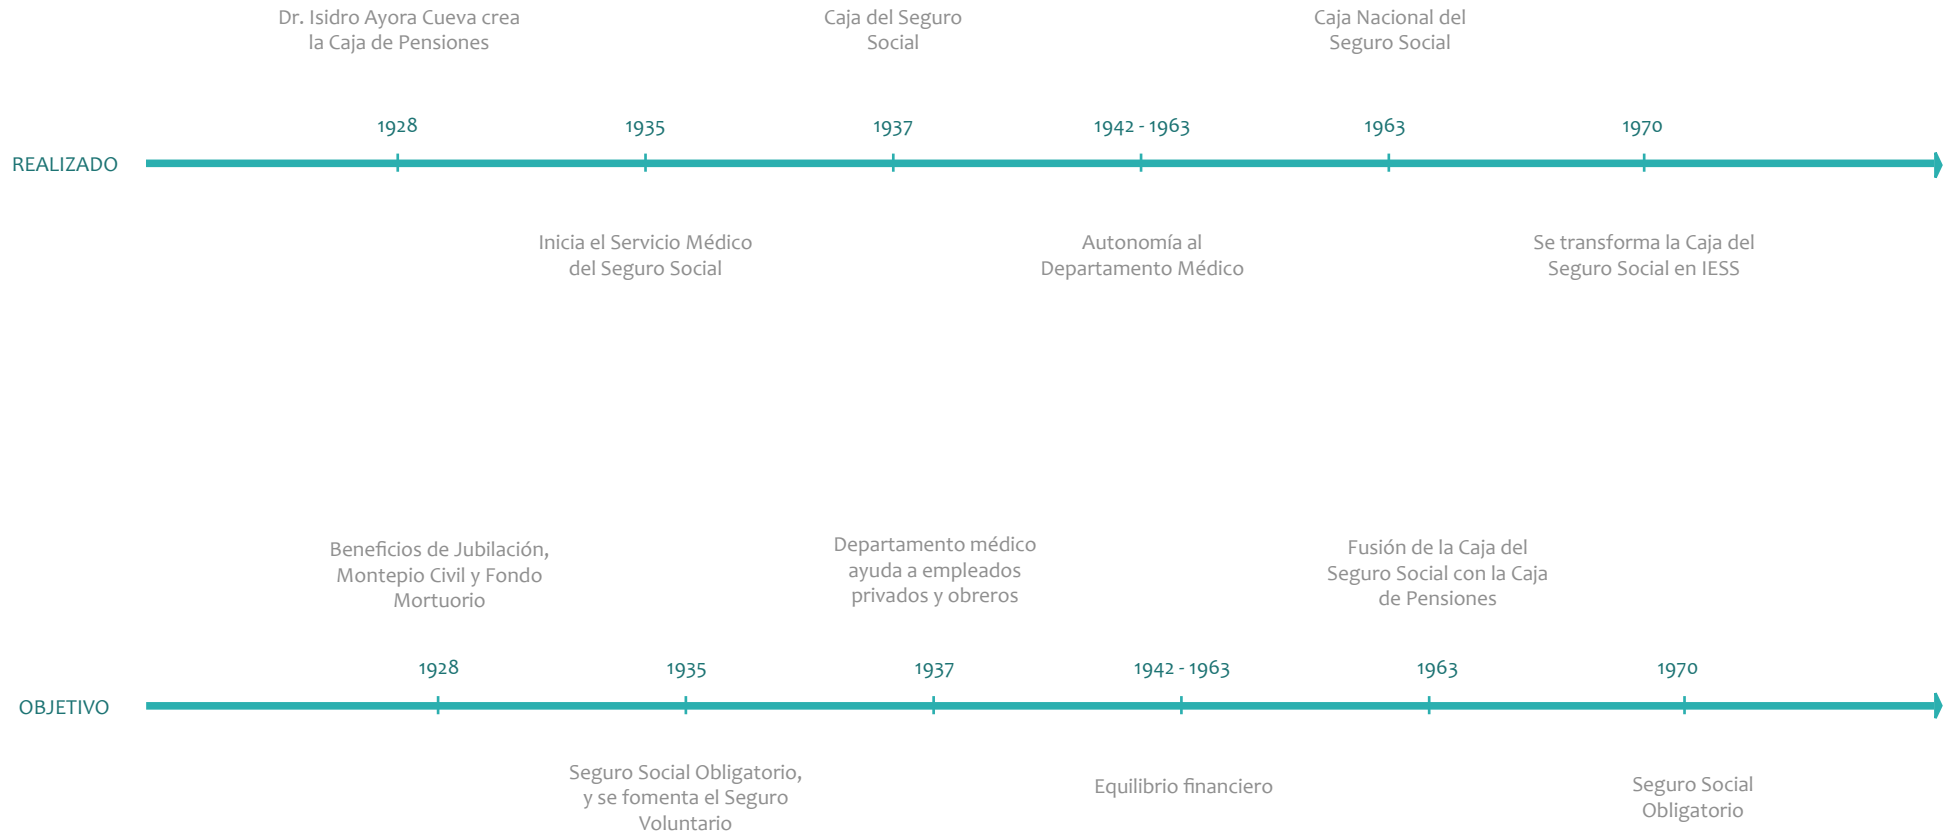 Dr. Isidro Ayora Cueva crea
la Caja de Pensiones
Caja del Seguro
Social
Caja Nacional del
Seguro Social
1928
1935
1937
1942 - 1963
1963
1970
REALIZADO
Inicia el Servicio Médico
del Seguro Social
Autonomía al
Departamento Médico
Se transforma la Caja del
Seguro Social en IESS
Beneficios de Jubilación,
Montepio Civil y Fondo
Mortuorio
Departamento médico
ayuda a empleados
privados y obreros
Fusión de la Caja del
Seguro Social con la Caja
de Pensiones
1928
1935
1937
1942 - 1963
1963
1970
OBJETIVO
Seguro Social Obligatorio,
y se fomenta el Seguro
Voluntario
Equilibrio financiero
Seguro Social
Obligatorio